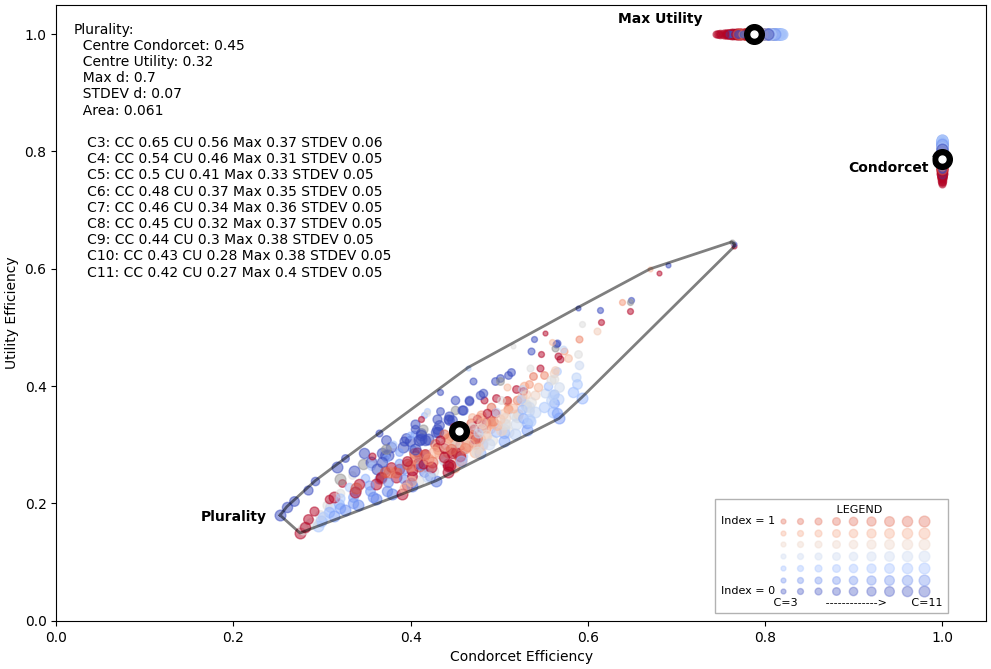 Max Utility
Plurality:
Centre Condorcet: 0.45
Centre Utility: 0.32
Max d: 0.7
STDEV d: 0.07
Area: 0.061
C3: CC 0.65 CU 0.56 Max 0.37 STDEV 0.06
C4: CC 0.54 CU 0.46 Max 0.31 STDEV 0.05
C5: CC 0.5 CU 0.41 Max 0.33 STDEV 0.05
C6: CC 0.48 CU 0.37 Max 0.35 STDEV 0.05
C7: CC 0.46 CU 0.34 Max 0.36 STDEV 0.05
C8: CC 0.45 CU 0.32 Max 0.37 STDEV 0.05
C9: CC 0.44 CU 0.3 Max 0.38 STDEV 0.05
C10: CC 0.43 CU 0.28 Max 0.38 STDEV 0.05
C11: CC 0.42 CU 0.27 Max 0.4 STDEV 0.05
Condorcet
Plurality
LEGEND
Index = 1
Index = 0
C=3 -------------> C=11
1.0
0.8
0.6
0.4
0.2
0.0
Utility Efficiency
0.0 0.2 0.4 0.6 0.8 1.0
Condorcet Efficiency